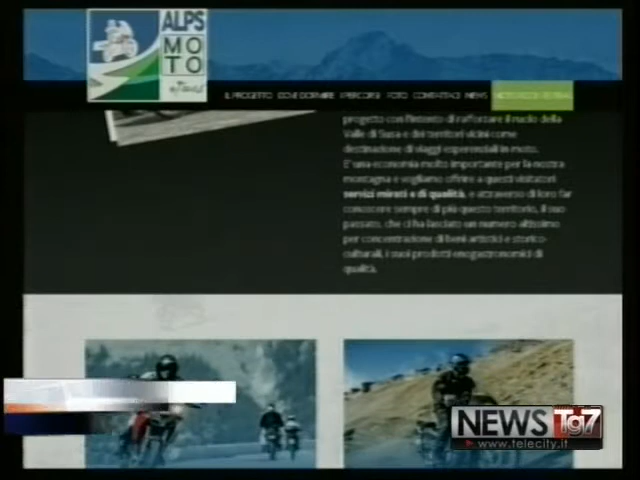 ALPS
MO
TO
IL PROGETTO DOVE DORMIRE I PERCORSI FOTO CONTATTACI NEWS
progetto con l'intento di rafforzare il ruolo della
Valle di Susa e dei territori vicini come
destinazione di viaggi esperenziali in moto.
E' una economia molto importante per la nostra
montagna e vogliamo offrire a questi visitatori
servizi mirati e di qualità, e attraverso di loro far
conoscere sempre di più questo territorio, il suo
passato, che ci ha lasciato un numero altissimo
per concentrazione di beni artistici e storico-
culturali, i suoi prodotti enogastronomici di
qualità.
NEWS Tg7
www.telecity.it